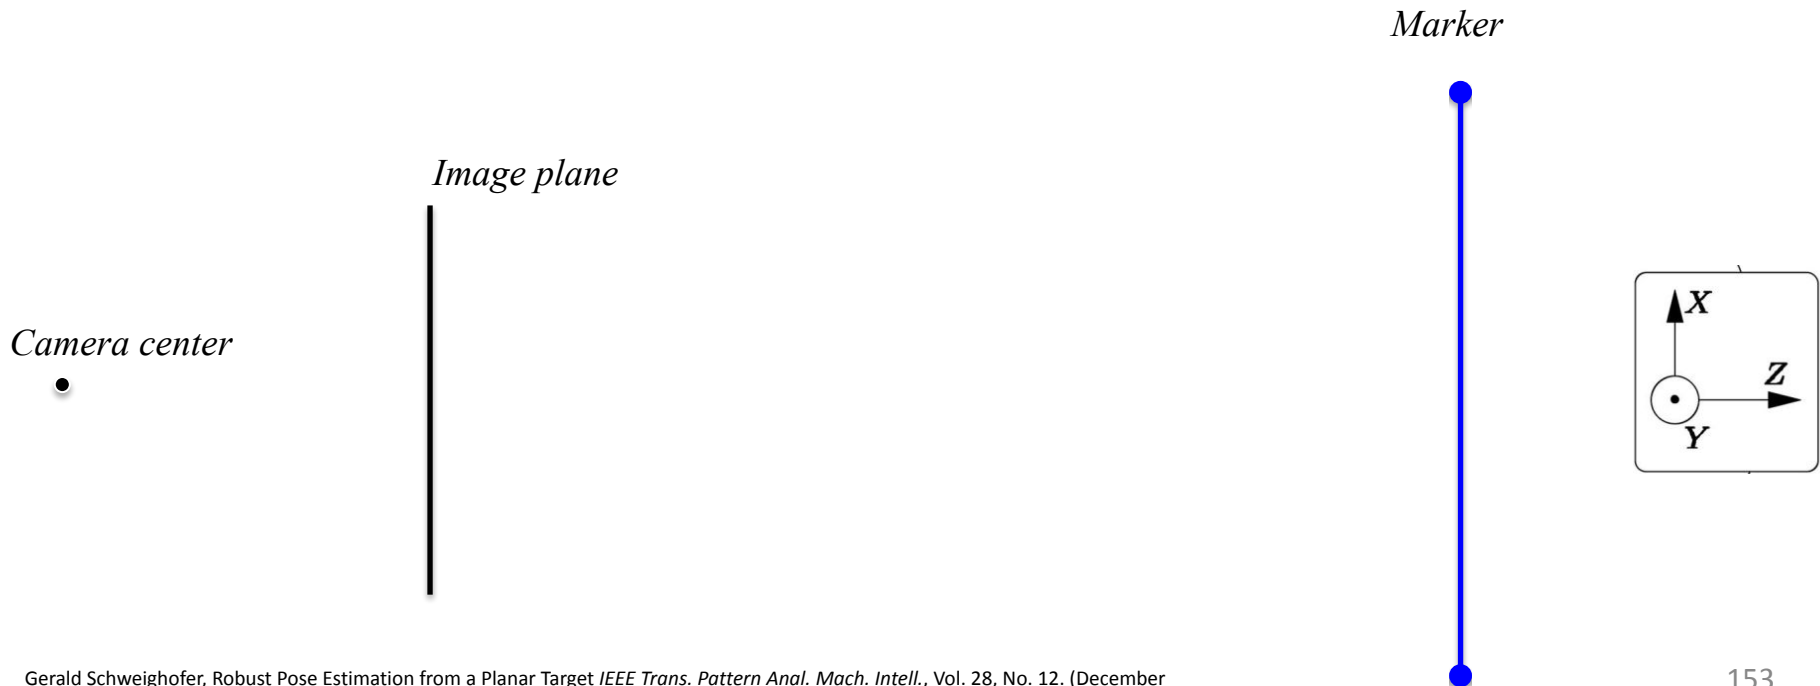 Marker
Image plane
Camera center
X
Z
Y
Gerald Schweighofer, Robust Pose Estimation from a Planar Target IEEE Trans. Pattern Anal. Mach. Intell., Vol. 28, No. 12. (December
153